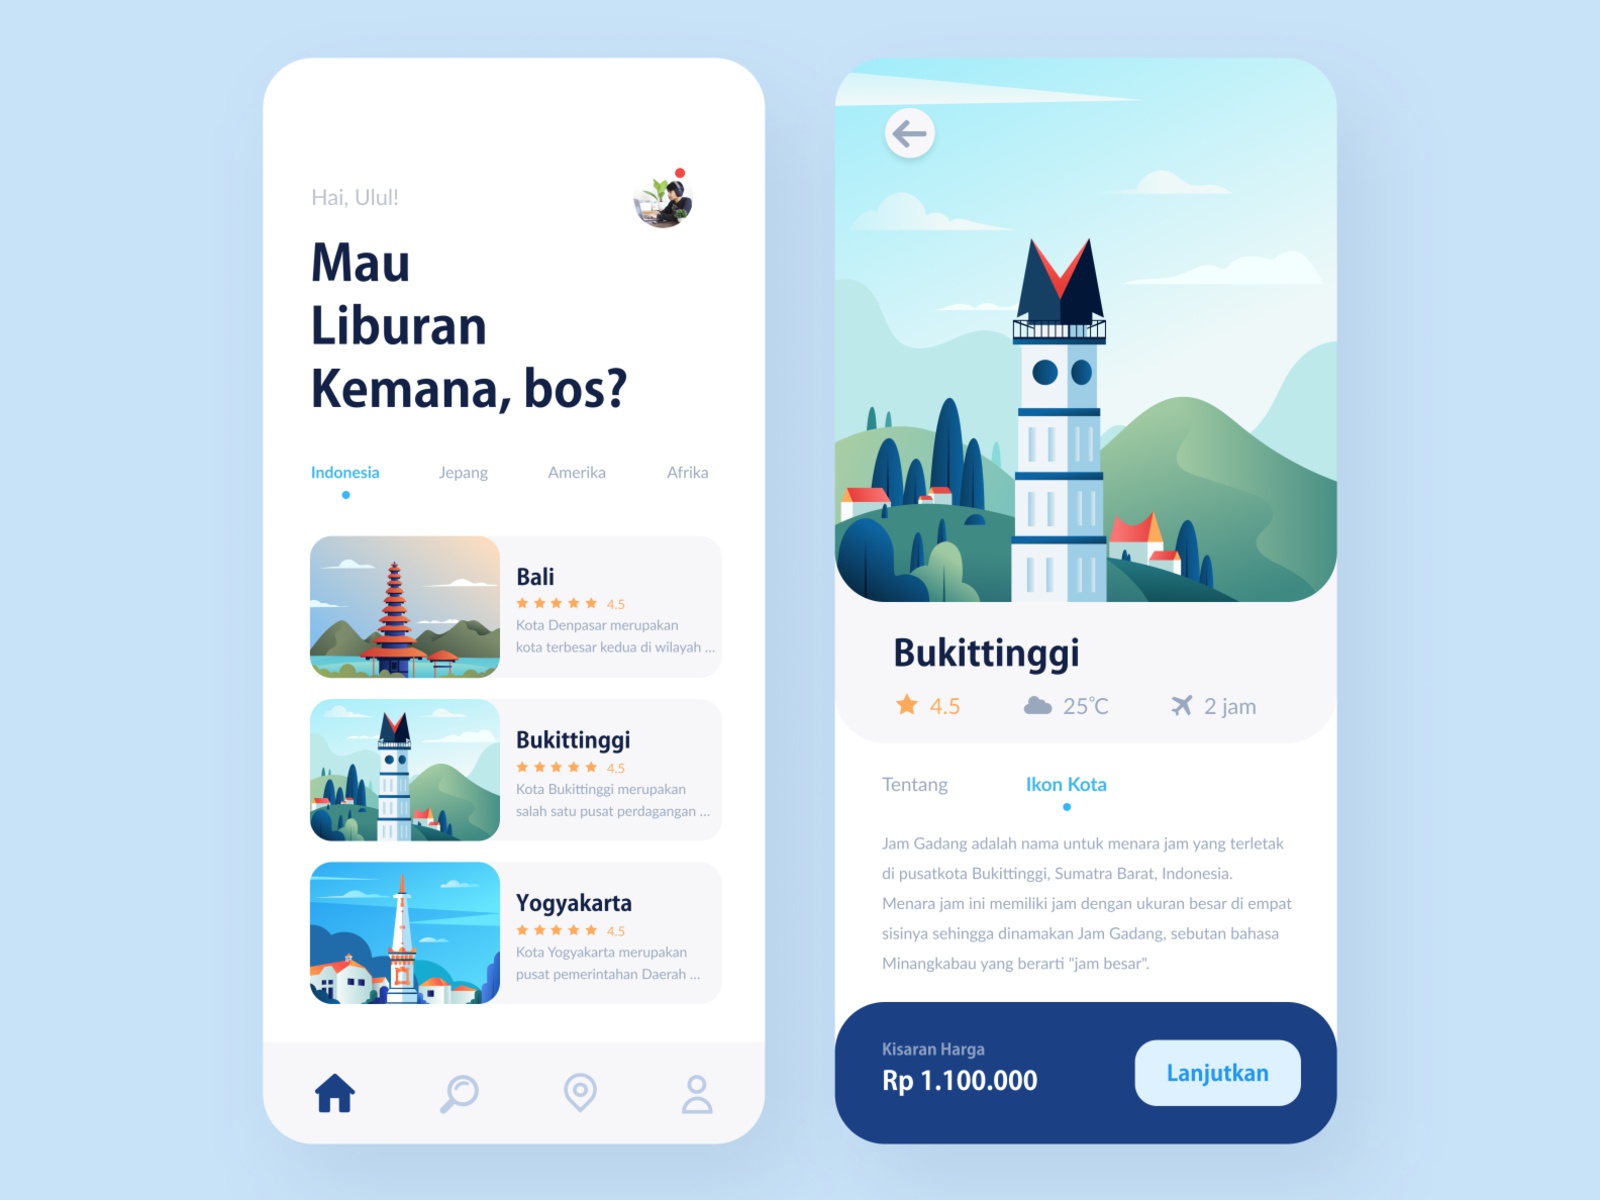 Hai, Ulul!
Mau
Liburan
Kemana, bos?
Indonesia Jepang Amerika Afrika
Bali
4.5
Kota Denpasar merupakan
kota terbesar kedua di wilayah ...
Bukittinggi
4.5
Kota Bukittinggi merupakan
salah satu pusat perdagangan ...
Yogyakarta
4.5
Kota Yogyakarta merupakan
pusat pemerintahan Daerah ...
Bukittinggi
4.5 25°C 2 jam
Tentang Ikon Kota
Jam Gadang adalah nama untuk menara jam yang terletak
di pusatkota Bukittinggi, Sumatra Barat, Indonesia.
Menara jam ini memiliki jam dengan ukuran besar di empat
sisinya sehingga dinamakan Jam Gadang, sebutan bahasa
Minangkabau yang berarti "jam besar".
Kisaran Harga
Rp 1.100.000
Lanjutkan